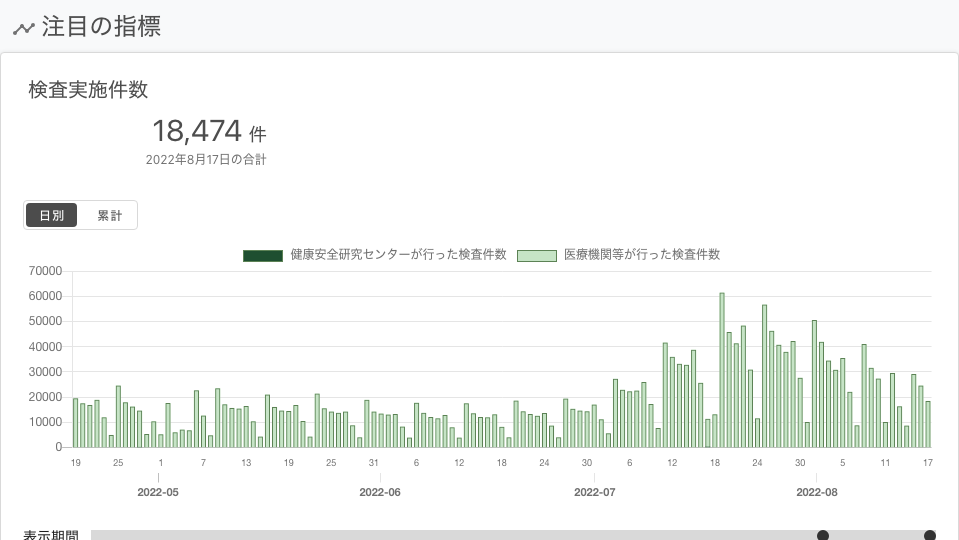 注目の指標
検査実施件数
18,474 件
2022年8月17日の合計
日別 累計
健康安全研究センターが行った検査件数 医療機関等が行った検査件数
70000
60000
50000
40000
30000
20000
10000
0
19 25 1 7 13 19 25 31 6 12 18 24 30 6 12 18 24 30 5 11 17
2022-05 2022-06 2022-07 2022-08
表示期間